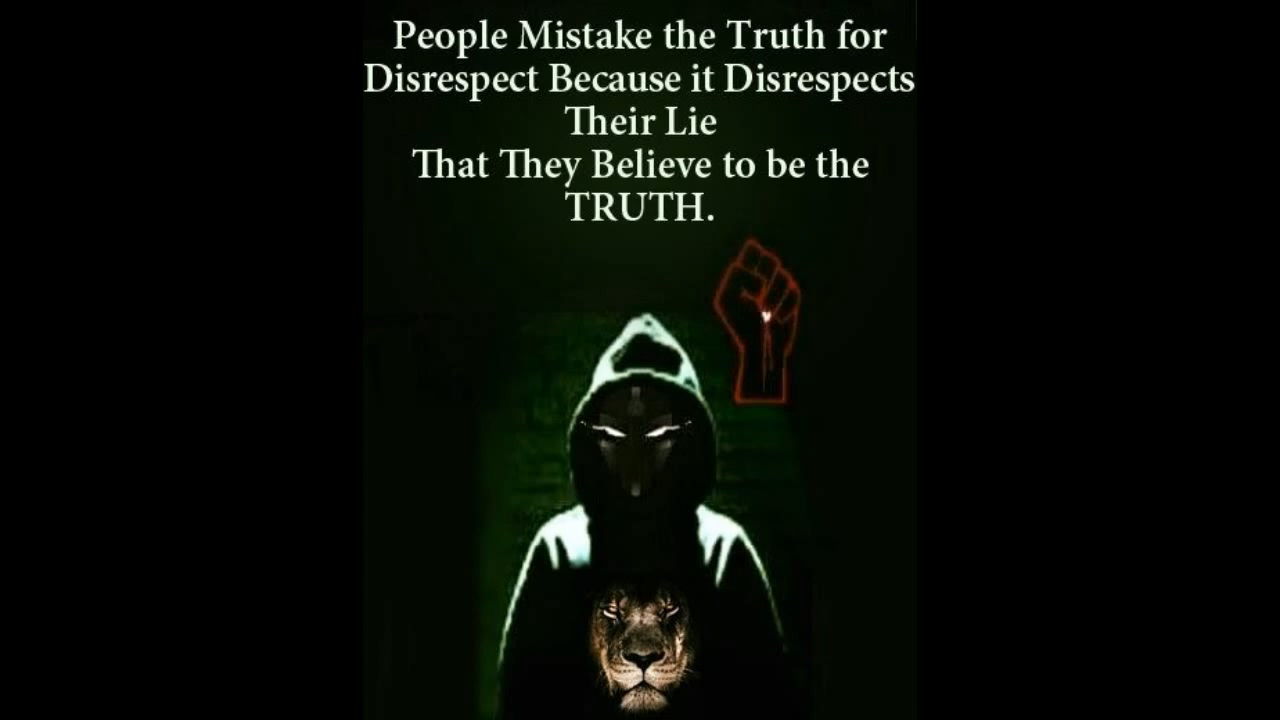 People Mistake the Truth for
Disrespect Because it Disrespects
Their Lie
That They Believe to be the
TRUTH.